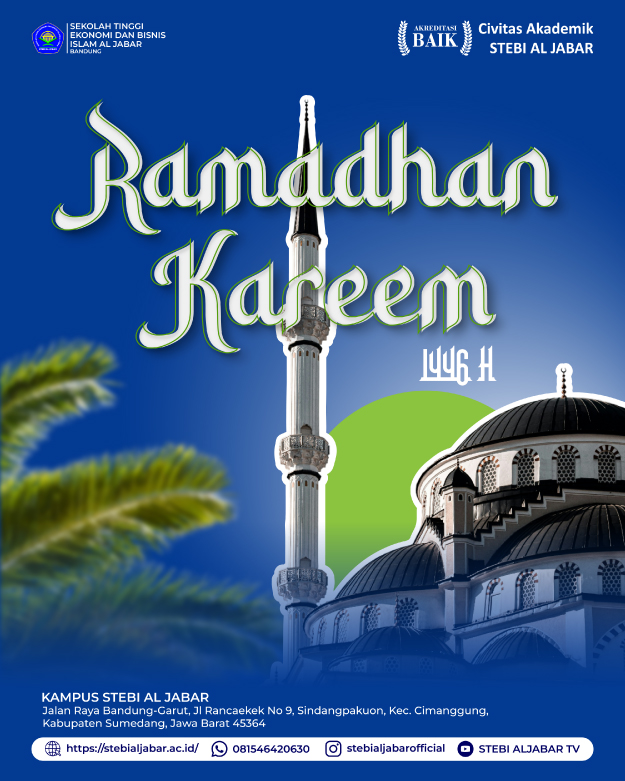 SEKOLAH TINGGI
EKONOMI DAN BISNIS
ISLAM AL JABAR
BANDUNG
AKREDITASI
BAIK
Civitas Akademik
STEBI AL JABAR
Ramadhan
Kareem
1446 H
KAMPUS STEBI AL JABAR
Jalan Raya Bandung-Garut, Jl Rancaekek No 9, Sindangpakuon, Kec. Cimanggung,
Kabupaten Sumedang, Jawa Barat 45364
https://stebialjabar.ac.id/ 081546420630 stebialjabarofficial STEBI ALJABAR TV